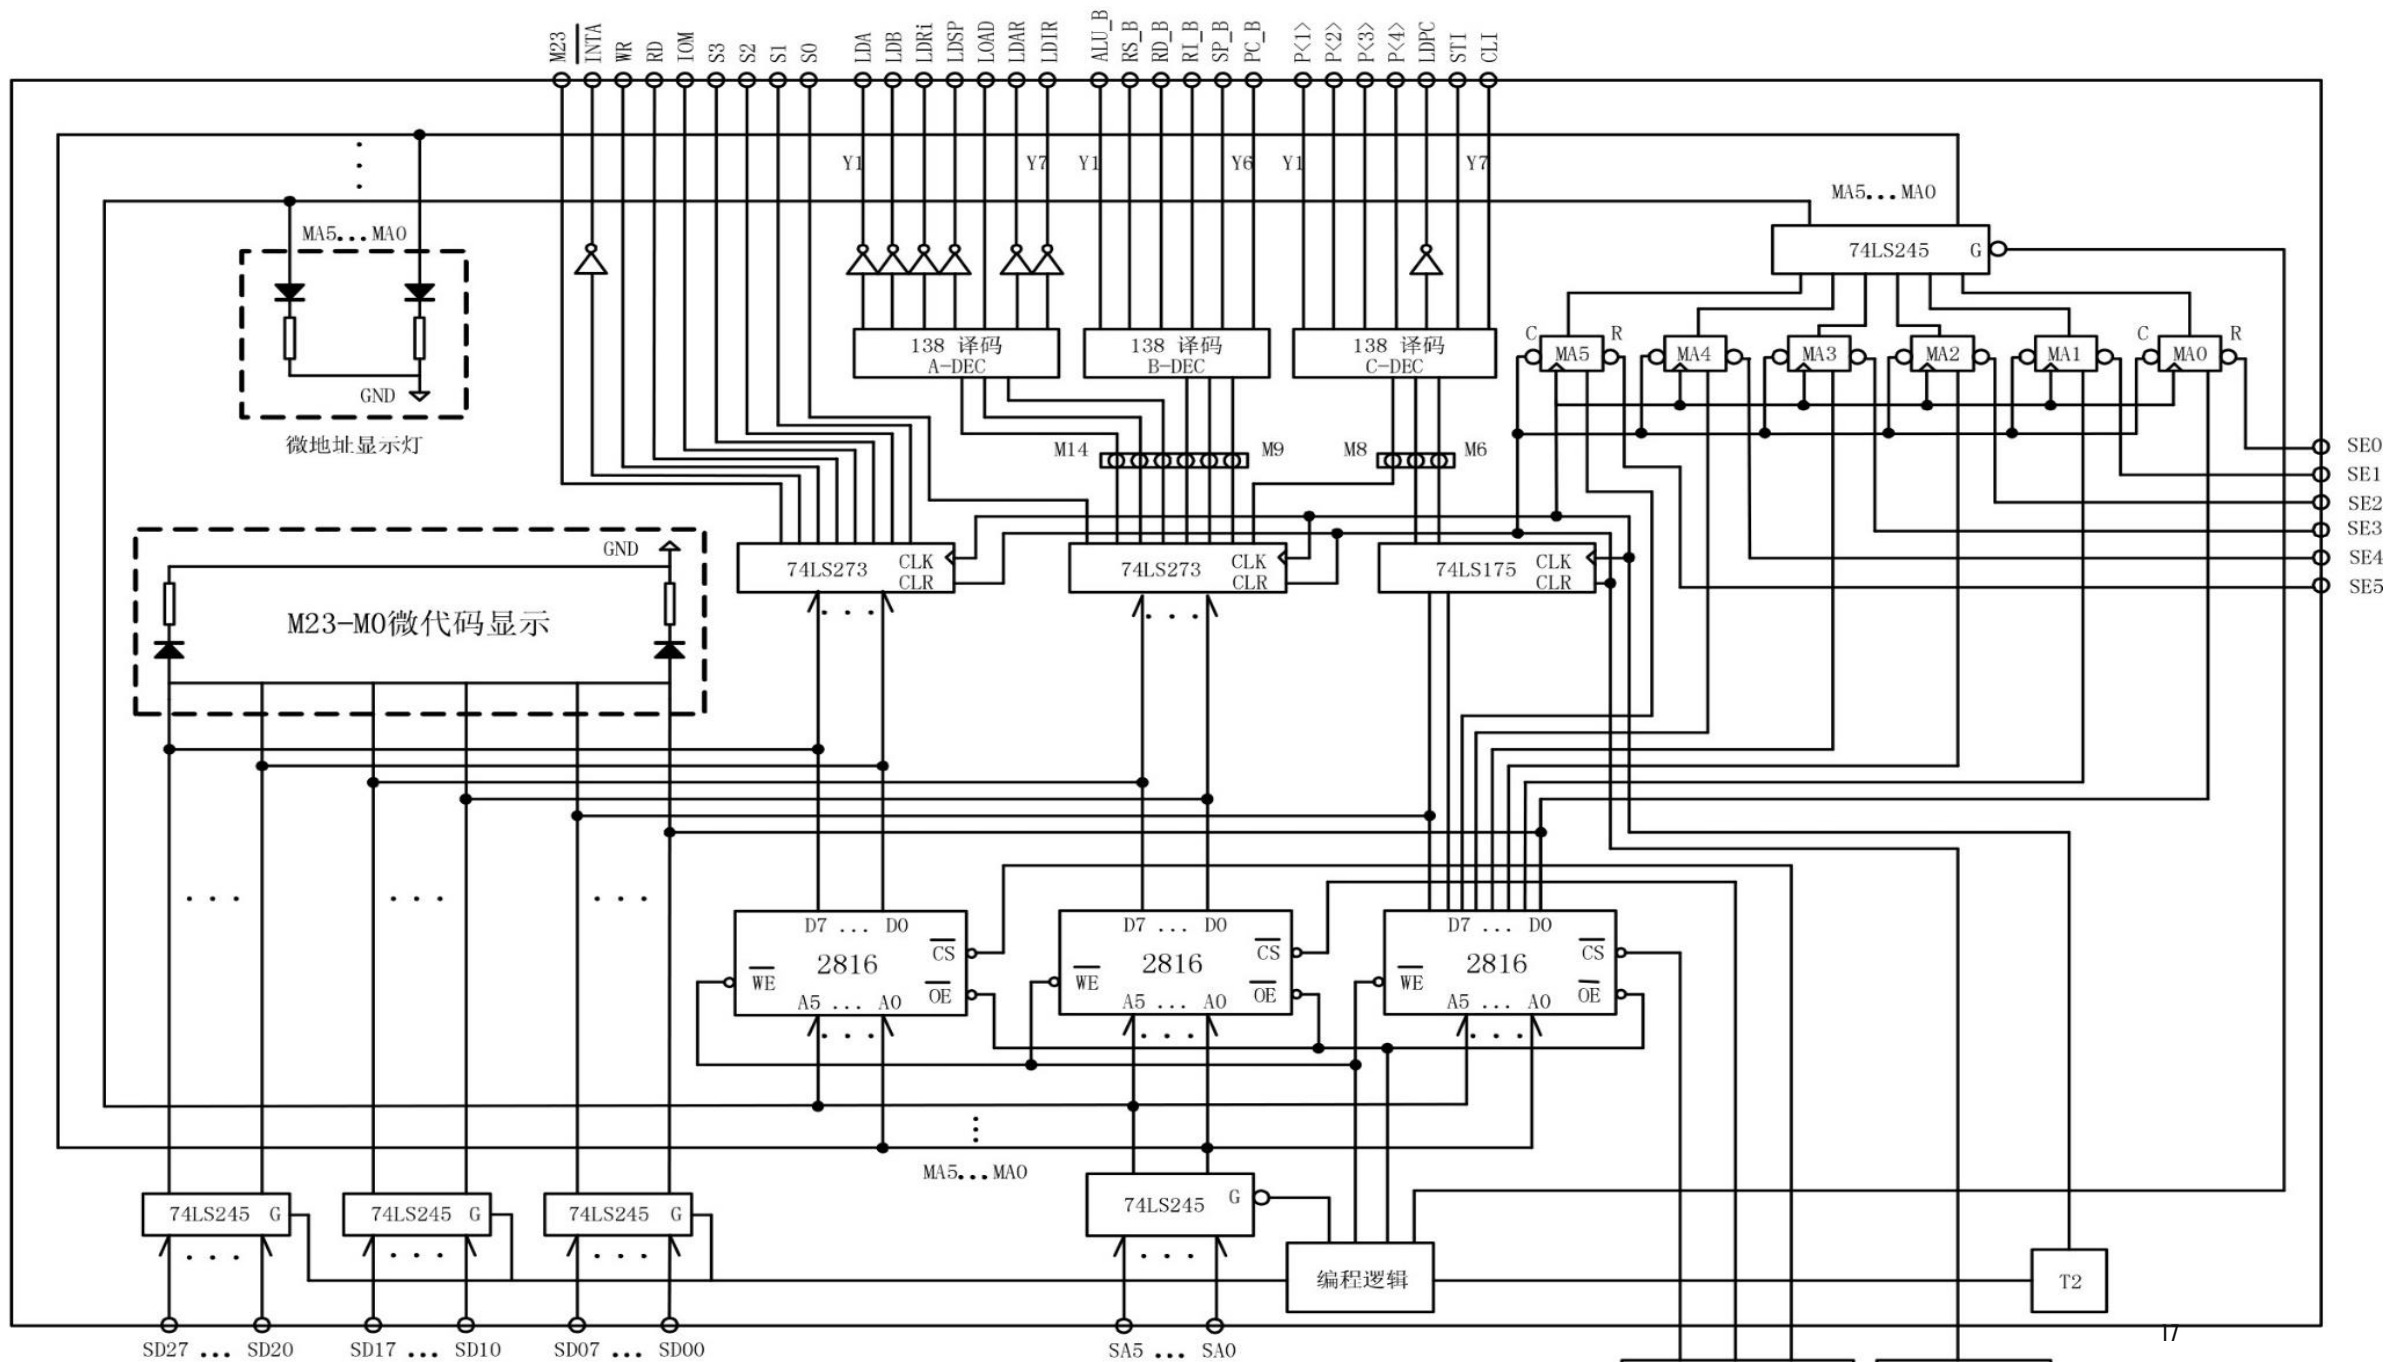 M23 INTA WR RD IOM S3 S2 S1 S0 LDA LDB LDRi LDSP LOAD LDAR LDIR ALU_B RS_B RD_B RI_B SP_B PC_B P<1> P<2> P<3> P<4> LDPC STI CLI
Y1 Y7 Y1 Y6 Y1 Y7
MA5...MA0
MA5...MA0
74LS245 G
138 译码
A-DEC
138 译码
B-DEC
138 译码
C-DEC
C MA5 R MA4 MA3 MA2 MA1 C MA0 R
GND
微地址显示灯
M14 M9 M8 M6
SE0
SE1
SE2
SE3
SE4
SE5
GND
M23-M0微代码显示
74LS273 CLK
CLR
74LS273 CLK
CLR
74LS175 CLK
CLR
... ...
... ... ...
D7 ... D0
2816
CS
WE
OE
A5 ... A0
D7 ... D0
2816
CS
WE
OE
A5 ... A0
D7 ... D0
2816
CS
WE
OE
A5 ... A0
... ... ...
MA5...MA0
74LS245 G
74LS245 G
74LS245 G
74LS245 G
... ... ... ...
编程逻辑
T2
SD27 ... SD20 SD17 ... SD10 SD07 ... SD00 SA5 ... SA0
17